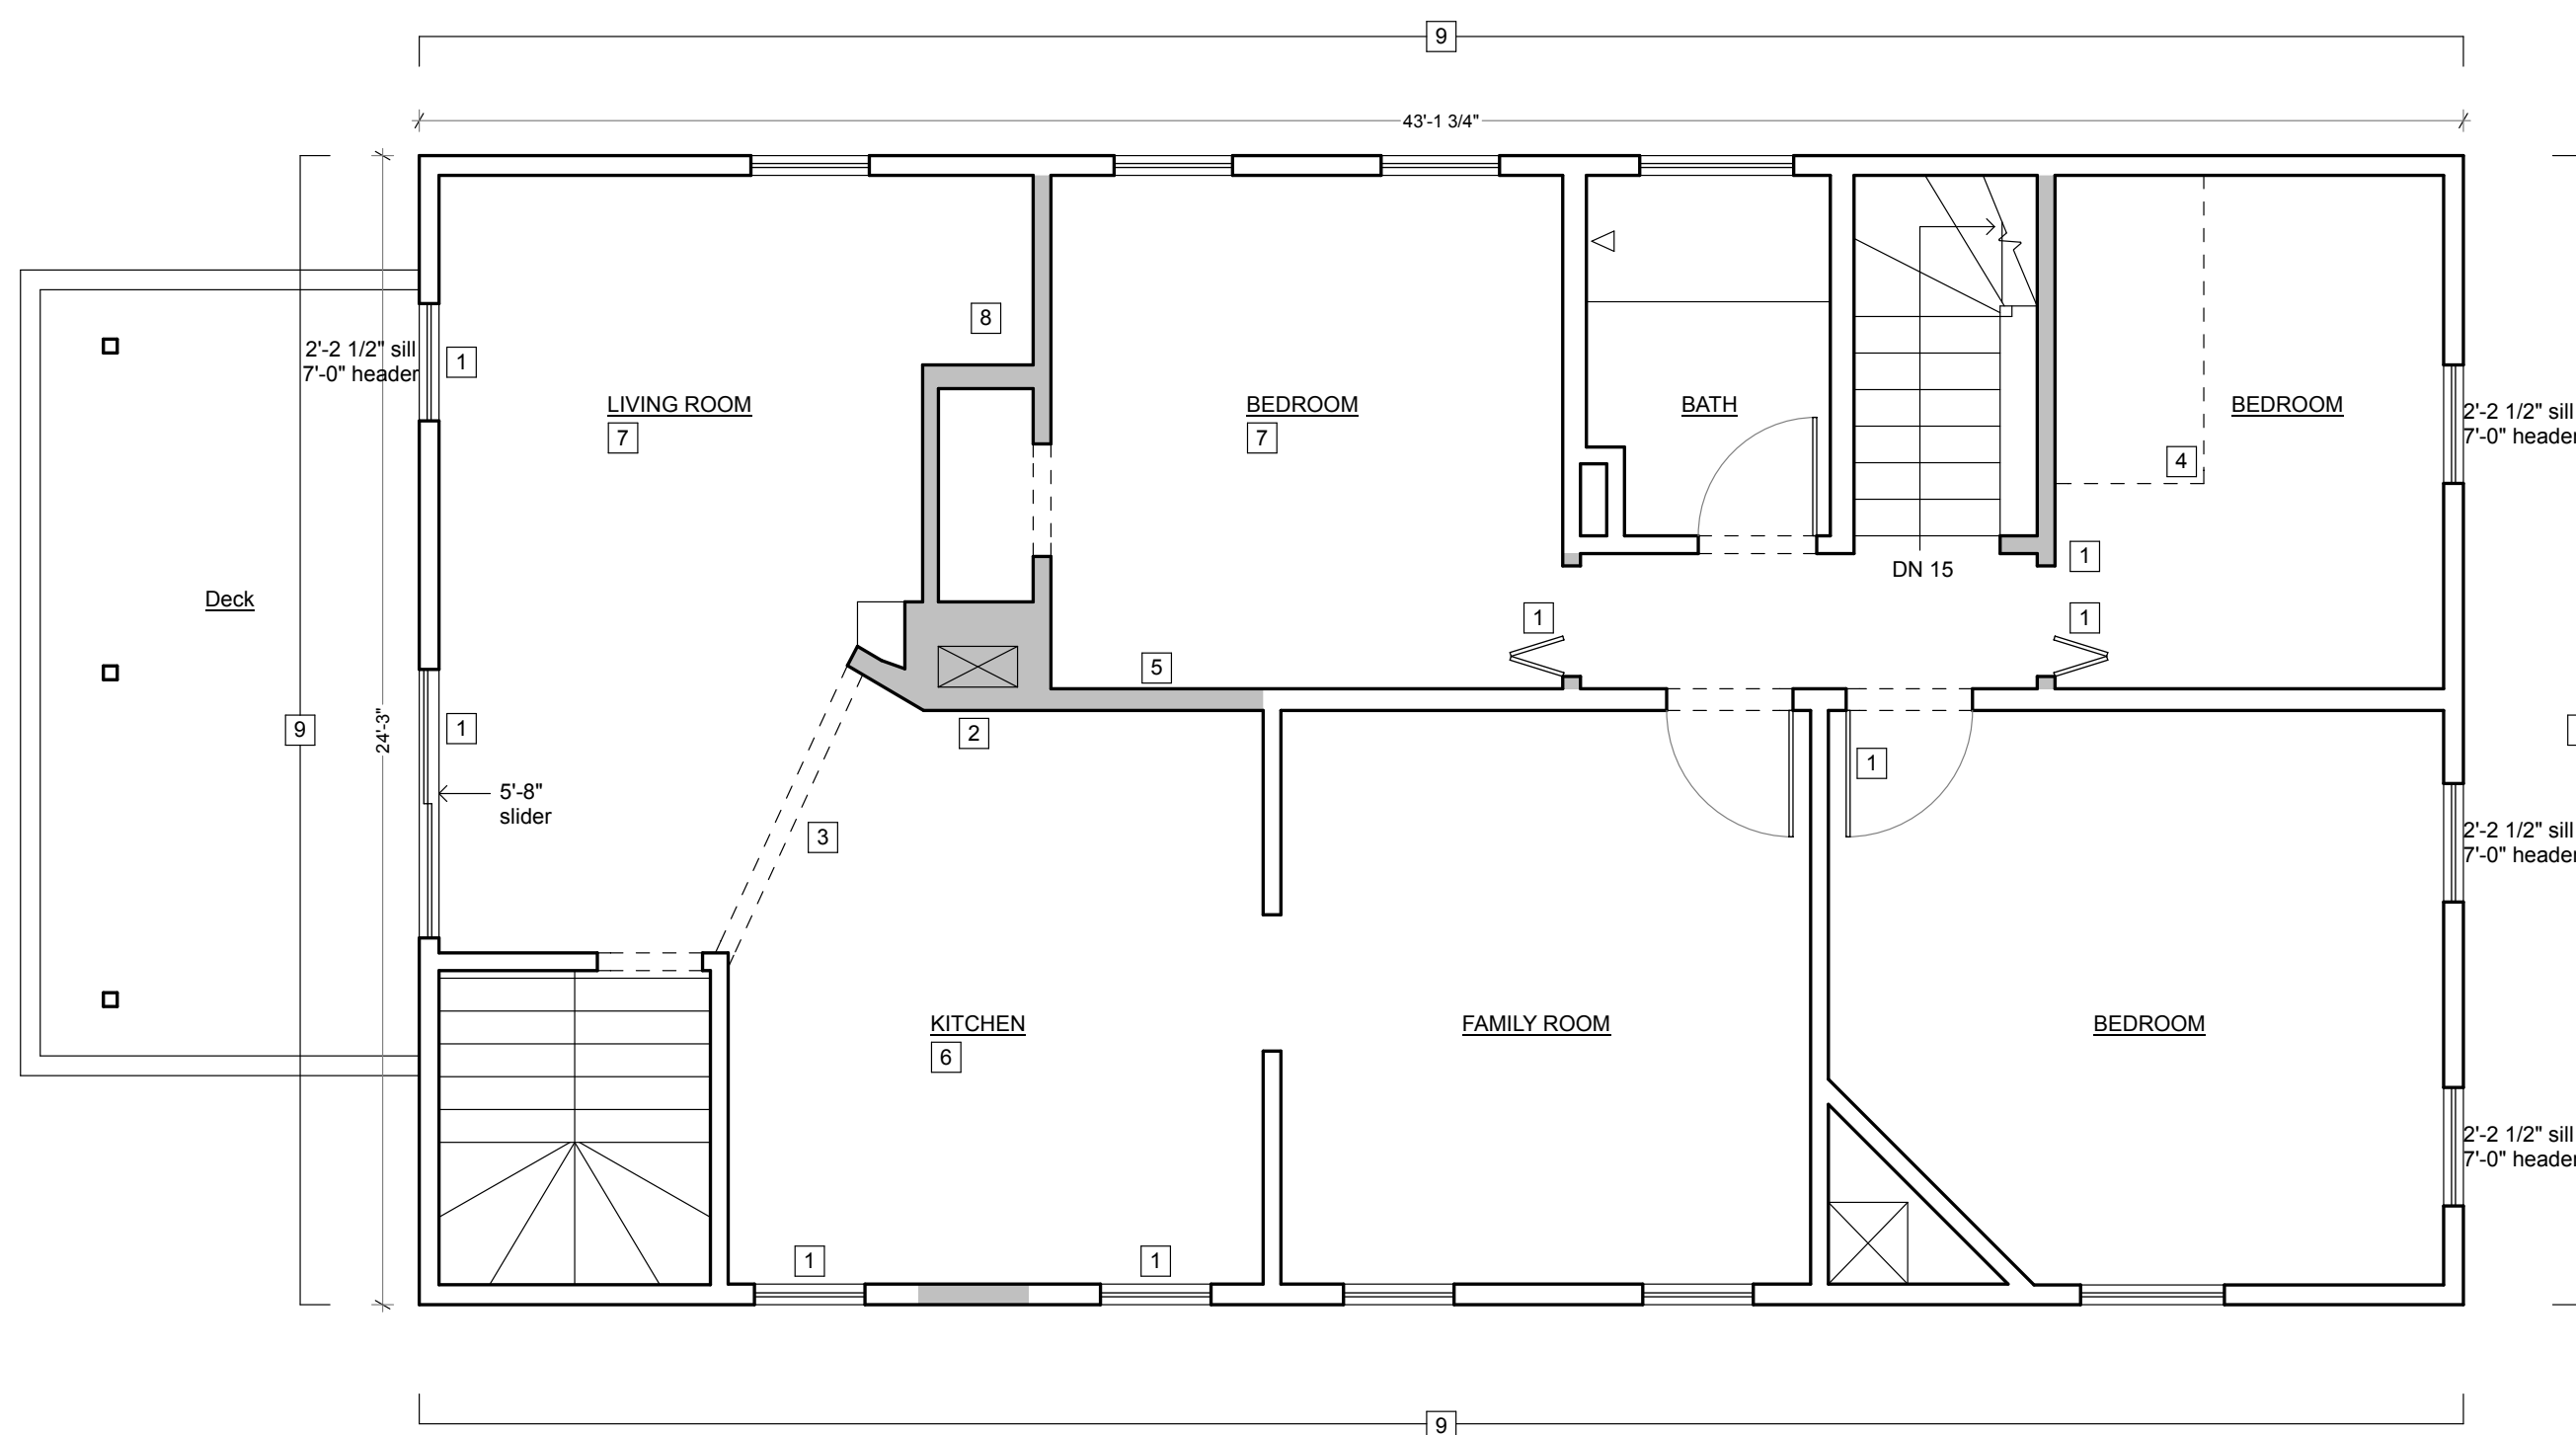 9
43'-1 3/4"
8
2'-2 1/2" sill
7'-0" header
1
LIVING ROOM
7
BEDROOM
7
BATH
BEDROOM
2'-2 1/2" sill
7'-0" header
4
1
DN 15
Deck
1
1
5
9
24'-3"
1
2
1
5'-8"
slider
3
2'-2 1/2" sill
7'-0" header
KITCHEN
6
FAMILY ROOM
BEDROOM
2'-2 1/2" sill
7'-0" header
1
1
9